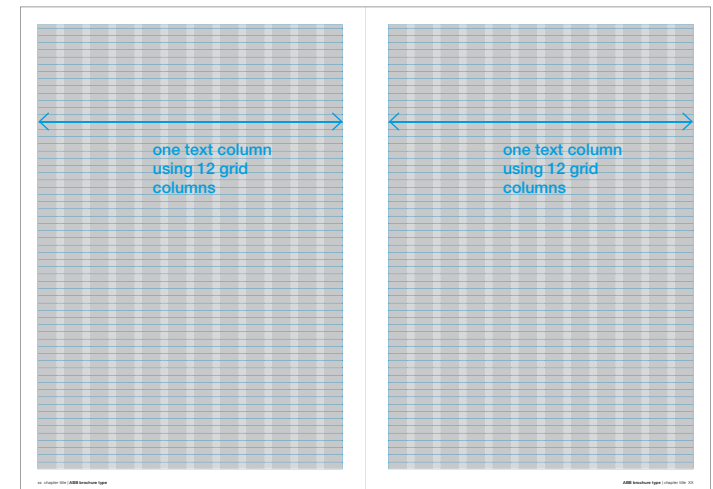 one text column
using 12 grid
columns
one text column
using 12 grid
columns
xx chapter title | ABB brochure type
ABB brochure type | chapter title XX